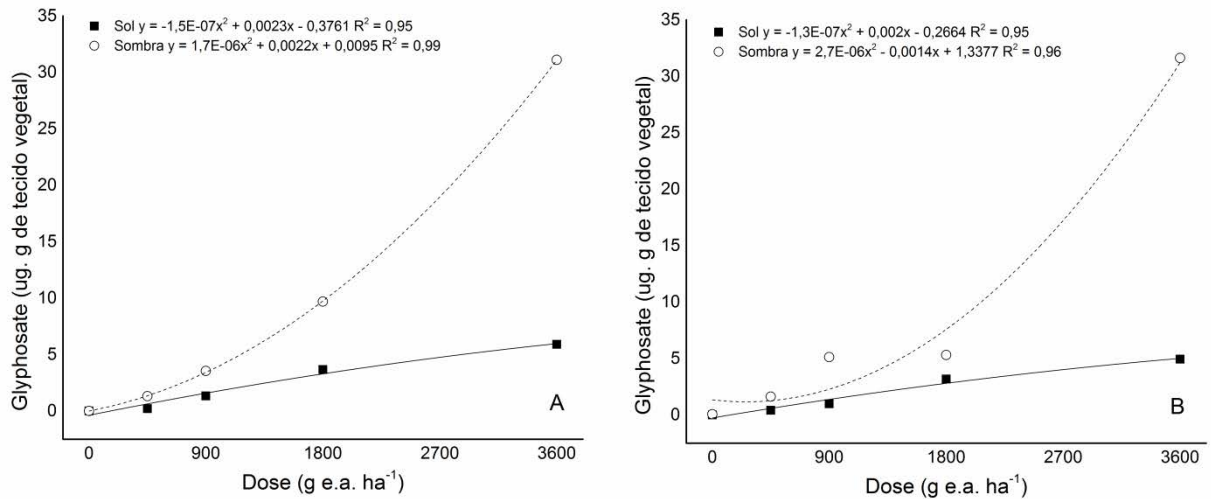 Sol y = -1,5E-07x² + 0,0023x - 0,3761 R² = 0,95
Sombra y = 1,7E-06x² + 0,0022x + 0,0095 R² = 0,99
Glyphosate (ug. g de tecido vegetal)
35
30
25
20
15
10
5
0
A
0 900 1800 2700 3600
Dose (g e.a. ha⁻¹)
Sol y = -1,3E-07x² + 0,002x - 0,2664 R² = 0,95
Sombra y = 2,7E-06x² - 0,0014x + 1,3377 R² = 0,96
Glyphosate (ug. g de tecido vegetal)
35
30
25
20
15
10
5
0
B
0 900 1800 2700 3600
Dose (g e.a. ha⁻¹)